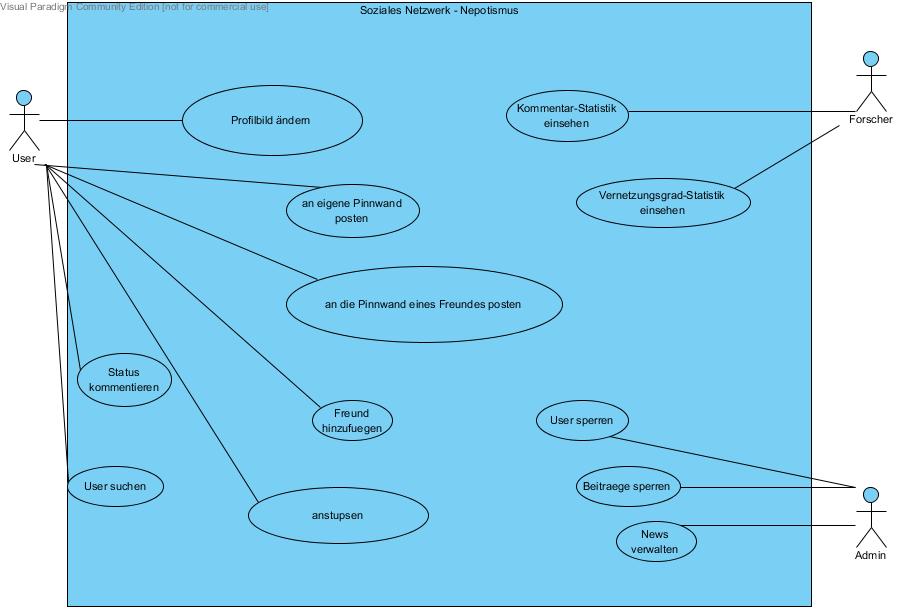 Visual Paradigm Community Edition [not for commercial use]
Soziales Netzwerk - Nepotismus
Profilbild ändern
Kommentar-Statistik
einsehen
Forscher
User
Vernetzungsgrad-Statistik
einsehen
an eigene Pinnwand
posten
an die Pinnwand eines Freundes posten
Status
kommentieren
Freund
hinzufuegen
User sperren
User suchen
Beitraege sperren
anstupsen
News
verwalten
Admin